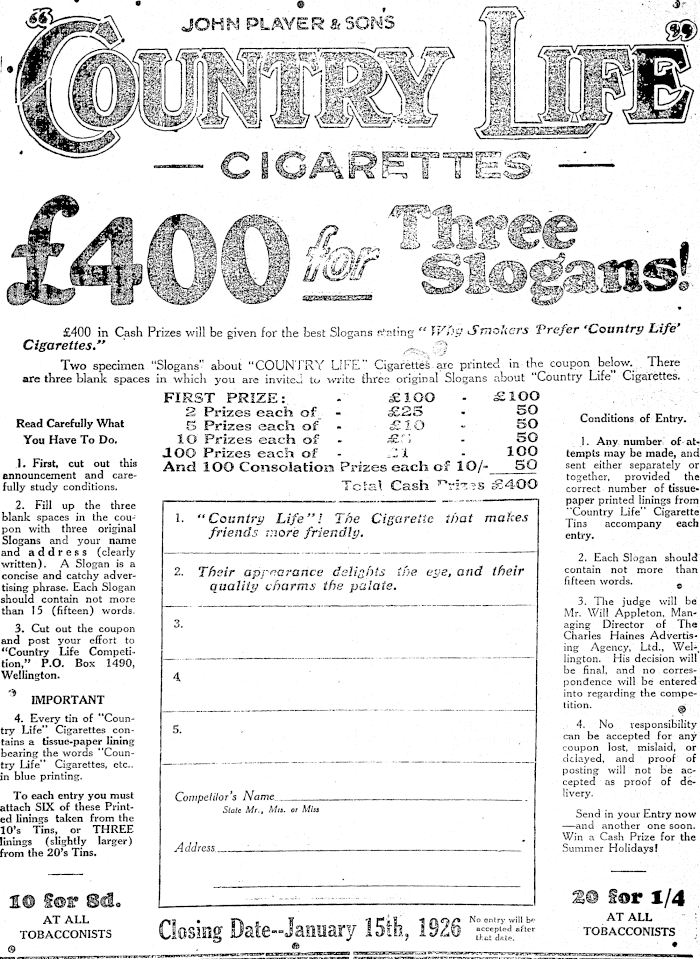 JOHN PLAYER & SON'S
"COUNTRY LIFE"
— CIGARETTES —
£400 for Three
Slogans!
£400 in Cash Prizes will be given for the best Slogans stating "Why Smokers Prefer 'Country Life'
Cigarettes."
Two specimen "Slogans" about "COUNTRY LIFE" Cigarettes are printed in the coupon below. There
are three blank spaces in which you are invited to write three original Slogans about "Country Life" Cigarettes.
FIRST PRIZE: - £100 - £100
2 Prizes each of - £25 - 50
5 Prizes each of - £10 - 50
10 Prizes each of - - 50
100 Prizes each of - £1 - 100
And 100 Consolation Prizes each of 10/- 50
Total Cash Prizes £400
Read Carefully What
You Have To Do.
1. First, cut out this
announcement and care-
fully study conditions.
2. Fill up the three
blank spaces in the cou-
pon with three original
Slogans and your name
and address (clearly
written). A Slogan is a
concise and catchy adver-
tising phrase. Each Slogan
should contain not more
than 15 (fifteen) words.
3. Cut out the coupon
and post your effort to
"Country Life Competi-
tion," P.O. Box 1490,
Wellington.
IMPORTANT
4. Every tin of "Coun-
try Life" Cigarettes con-
tains a tissue-paper lining
bearing the words "Coun-
try Life" Cigarettes, etc..
in blue printing.
To each entry you must
attach SIX of these Print-
ed linings taken from the
10's Tins, or THREE
linings (slightly larger)
from the 20's Tins.
10 for 8d.
AT ALL
TOBACCONISTS
1. "Country Life"! The Cigarette that makes
friends more friendly.
2. Their appearance delights the eye, and their
quality charms the palate.
3.
4.
5.
Competitor's Name
State Mr., Mis. or Miss
Address
Closing Date--January 15th, 1926
No entry will be
accepted after
that date.
Conditions of Entry.
1. Any number of at-
tempts may be made, and
sent either separately or
together, provided the
correct number of tissue-
paper printed linings from
"Country Life" Cigarette
Tins accompany each
entry.
2. Each Slogan should
contain not more than
fifteen words.
3. The judge will be
Mr. Will Appleton, Man-
aging Director of The
Charles Haines Advertis-
ing Agency, Ltd., Wel-
lington. His decision will
be final, and no corres-
pondence will be entered
into regarding the compe-
tition.
4. No responsibility
can be accepted for any
coupon lost, mislaid, or
delayed, and proof of
posting will not be ac-
cepted as proof of de-
livery.
Send in your Entry now
—and another one soon.
Win a Cash Prize for the
Summer Holidays!
20 for 1/4
AT ALL
TOBACCONISTS